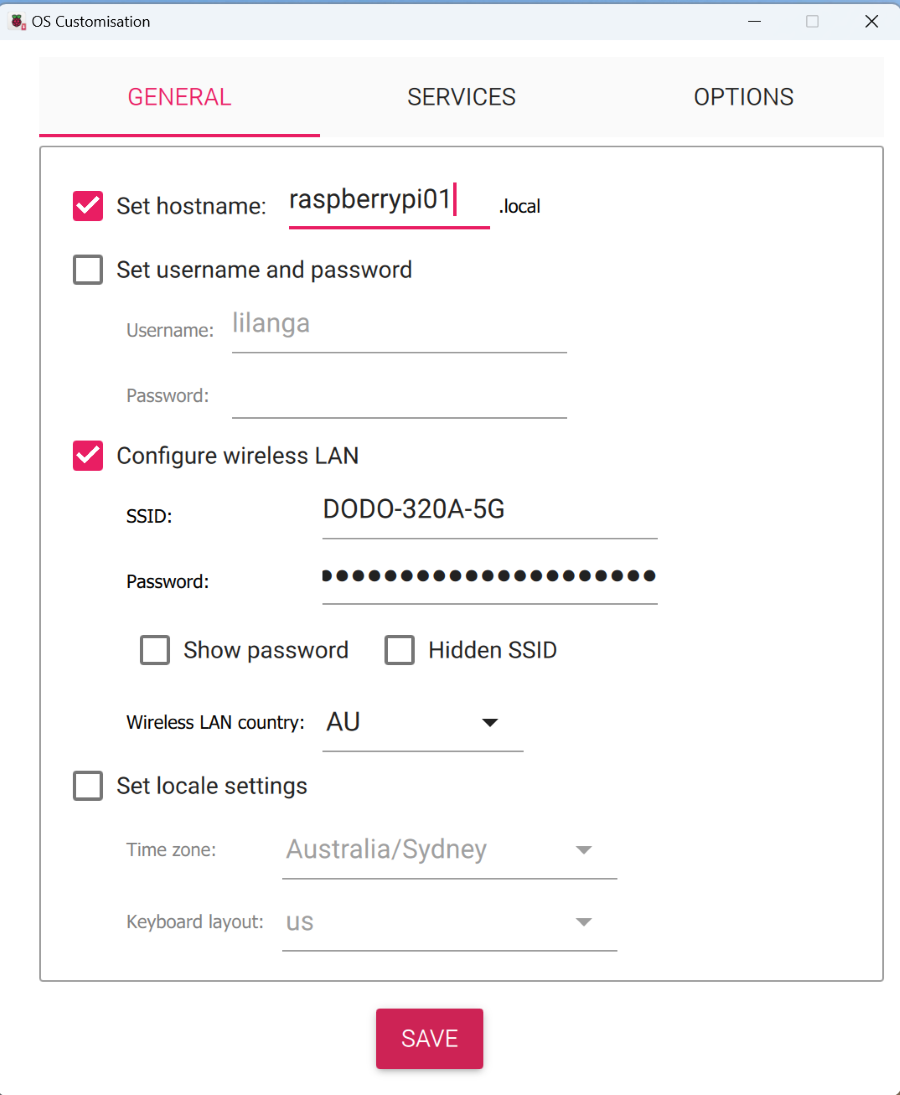 OS Customisation
GENERAL SERVICES OPTIONS
Set hostname: raspberrypi01 .local
Set username and password
Username: lilanga
Password:
Configure wireless LAN
SSID: DODO-320A-5G
Password: ●●●●●●●●●●●●●●●●●●●●●
Show password Hidden SSID
Wireless LAN country: AU
Set locale settings
Time zone: Australia/Sydney
Keyboard layout: us
SAVE